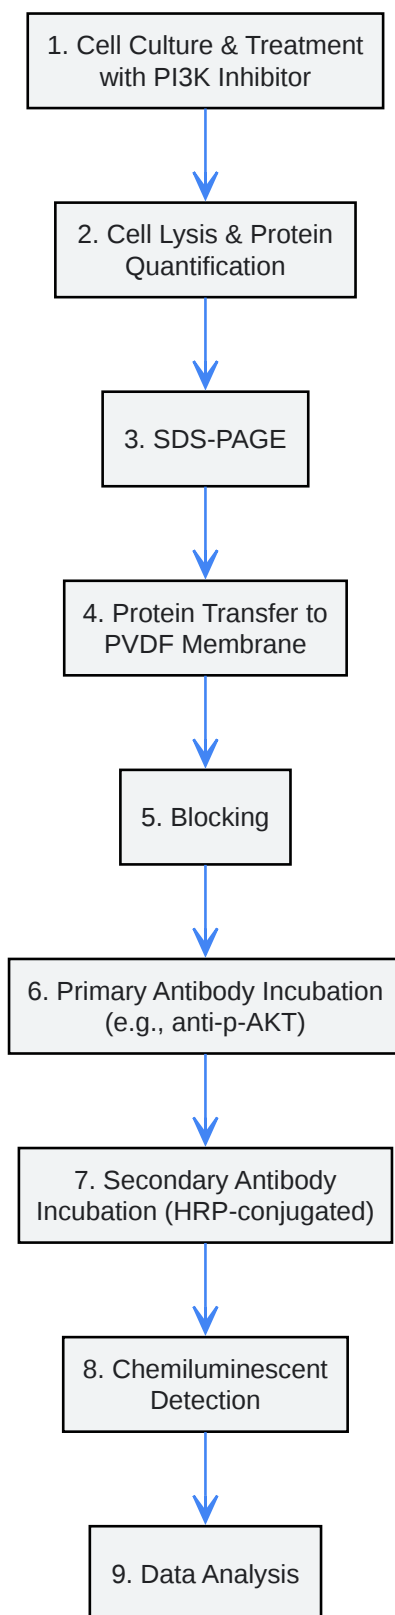 1. Cell Culture & Treatment
with PI3K Inhibitor
2. Cell Lysis & Protein
Quantification
3. SDS-PAGE
4. Protein Transfer to
PVDF Membrane
5. Blocking
6. Primary Antibody Incubation
(e.g., anti-p-AKT)
7. Secondary Antibody
Incubation (HRP-conjugated)
8. Chemiluminescent
Detection
9. Data Analysis